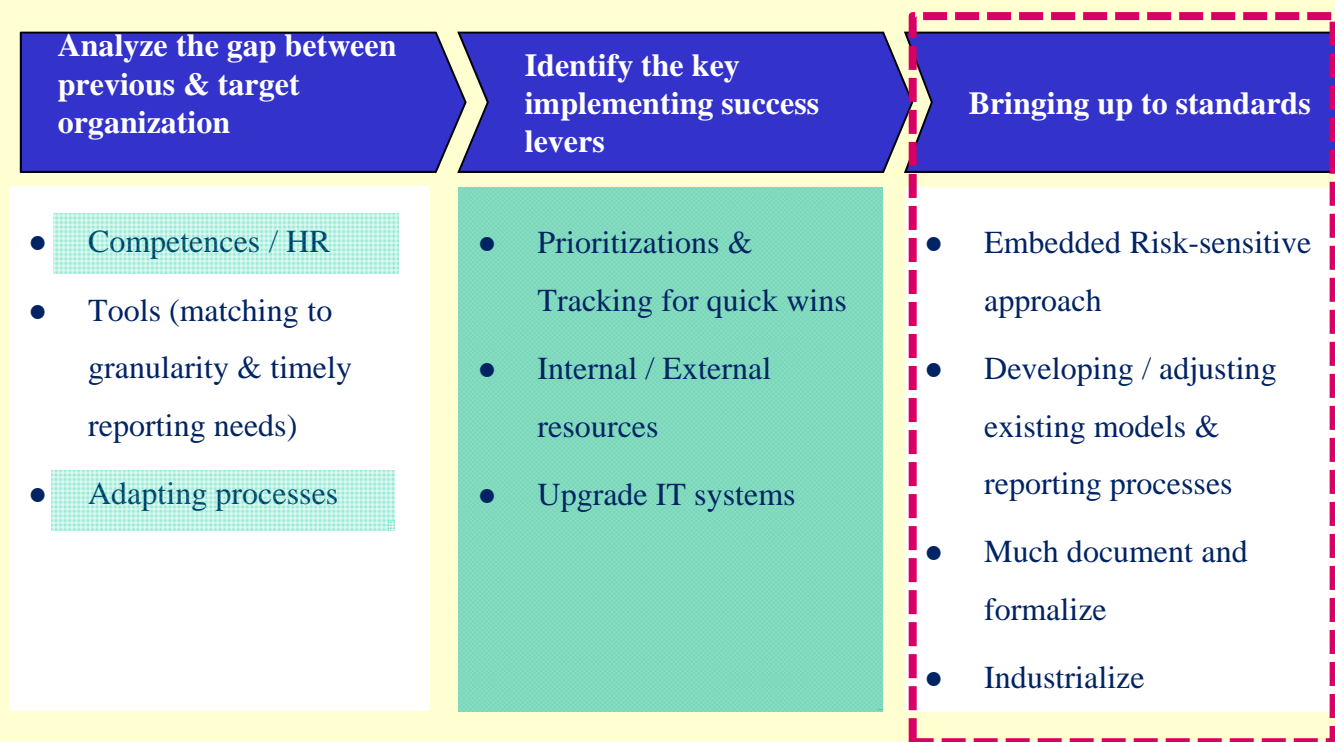 Analyze the gap between
previous & target
organization
Identify the key
implementing success
levers
Bringing up to standards
● Competences / HR
● Tools (matching to
granularity & timely
reporting needs)
● Adapting processes
● Prioritizations &
Tracking for quick wins
● Internal / External
resources
● Upgrade IT systems
● Embedded Risk-sensitive
approach
● Developing / adjusting
existing models &
reporting processes
● Much document and
formalize
● Industrialize